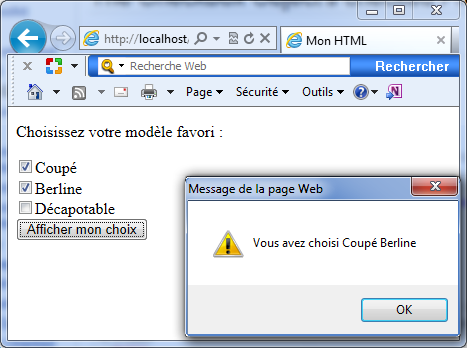 http://localhost/
Mon HTML
Recherche Web
Rechercher
Page
Sécurité
Outils
Choisissez votre modèle favori :
Coupé
Berline
Décapotable
Afficher mon choix
Message de la page Web
Vous avez choisi Coupé Berline
OK